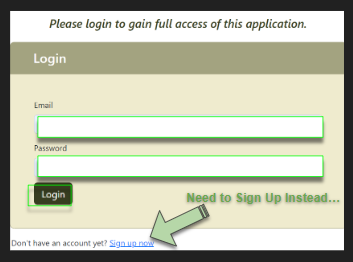 Please login to gain full access of this application.
Login
Email
Password
Login
Need to Sign Up Instead...
Don't have an account yet? Sign up now